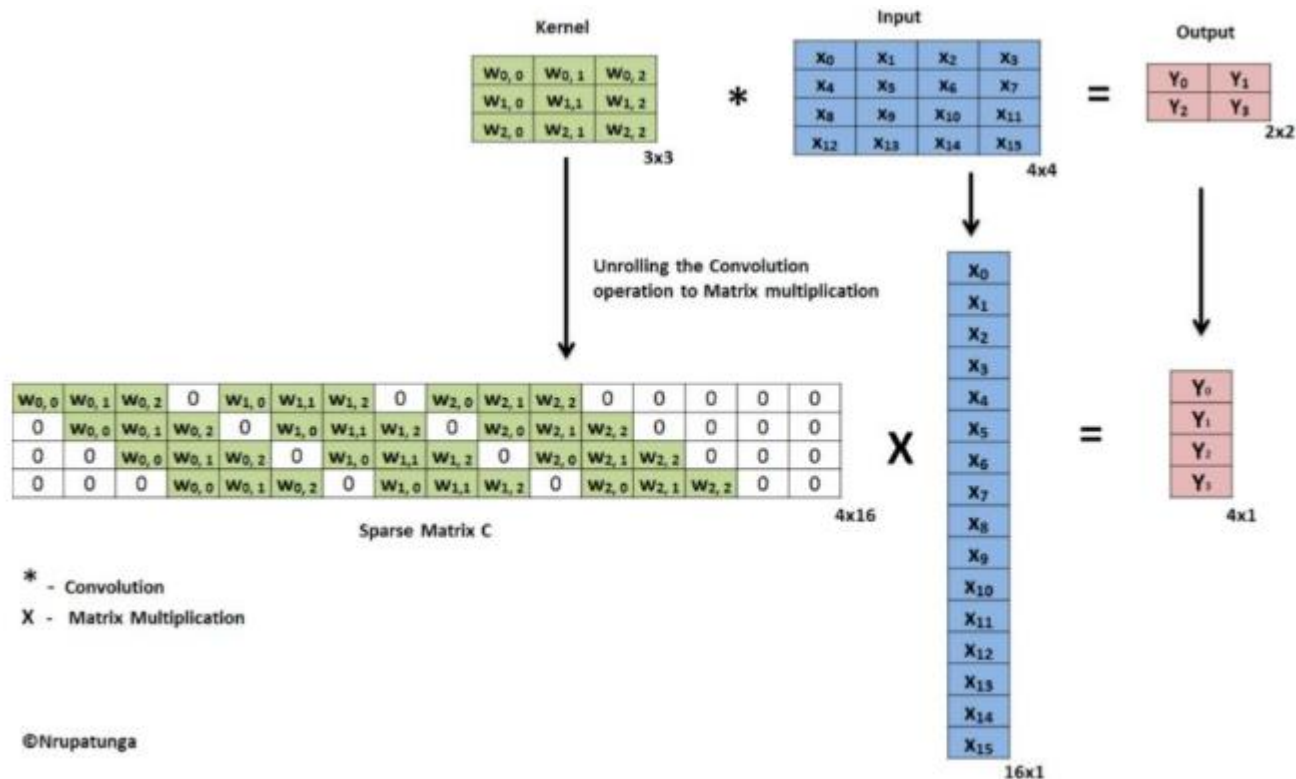 Kernel
Input
Output
W0, 0 W0, 1 W0, 2
W1, 0 W1,1 W1, 2
W2, 0 W2, 1 W2, 2
3x3
*
X0 X1 X2 X3
X4 X5 X6 X7
X8 X9 X10 X11
X12 X13 X14 X15
4x4
=
Y0 Y1
Y2 Y3
2x2
Unrolling the Convolution
operation to Matrix multiplication
W0, 0 W0, 1 W0, 2 0 W1, 0 W1,1 W1, 2 0 W2, 0 W2, 1 W2, 2 0 0 0 0 0
0 W0, 0 W0, 1 W0, 2 0 W1, 0 W1,1 W1, 2 0 W2, 0 W2, 1 W2, 2 0 0 0 0
0 0 W0, 0 W0, 1 W0, 2 0 W1, 0 W1,1 W1, 2 0 W2, 0 W2, 1 W2, 2 0 0 0
0 0 0 W0, 0 W0, 1 W0, 2 0 W1, 0 W1,1 W1, 2 0 W2, 0 W2, 1 W2, 2 0 0
4x16
Sparse Matrix C
X
X0
X1
X2
X3
X4
X5
X6
X7
X8
X9
X10
X11
X12
X13
X14
X15
16x1
=
Y0
Y1
Y2
Y3
4x1
* - Convolution
X - Matrix Multiplication
©Nrupatunga